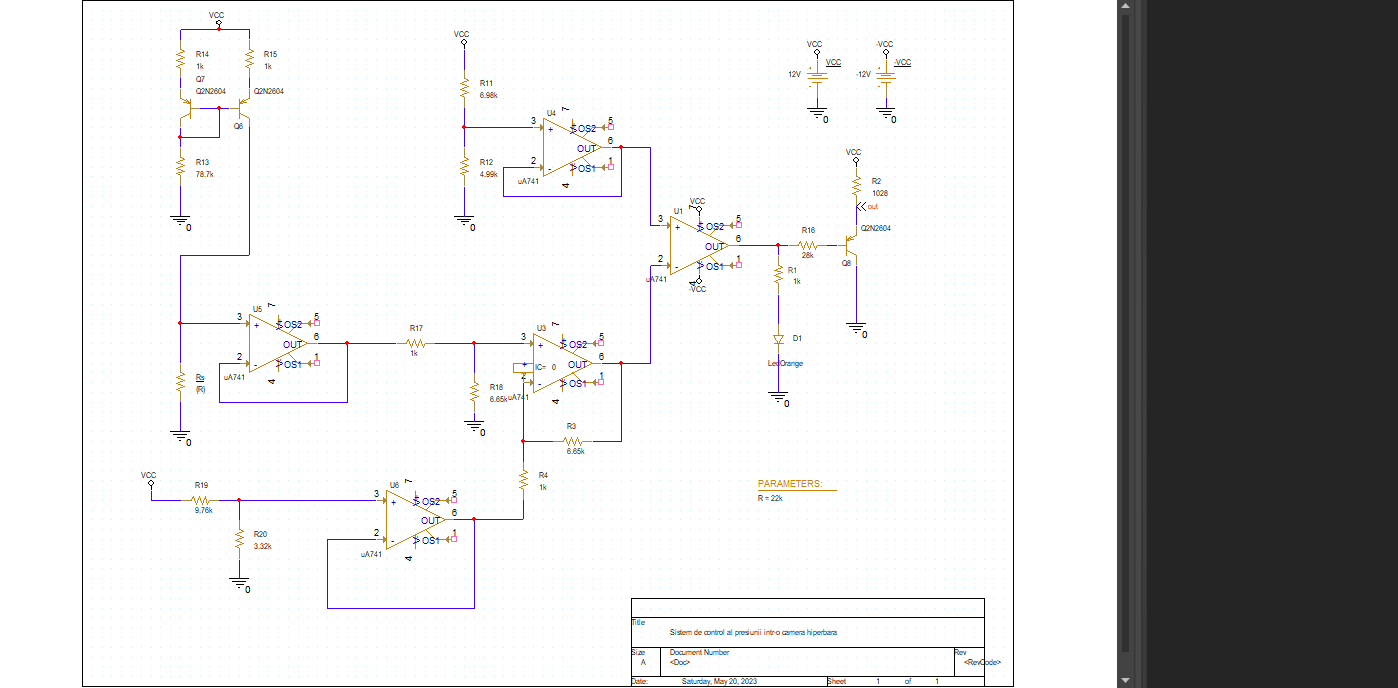 VCC
R14
1k
R15
1k
Q7
Q2N2604
Q2N2604
Q6
R13
78.7k
0
VCC
R11
6.98k
R12
4.99k
0
U4
7
3
+
OS2
5
6
OUT
2
-
OS1
1
uA741
4
VCC
12V
VCC
0
-VCC
-12V
-VCC
0
VCC
R2
1028
out
Q2N2604
Q8
0
U1
VCC
7
3
+
OS2
5
6
OUT
2
-
OS1
1
uA741
4
-VCC
R16
28k
R1
1k
D1
LedOrange
0
U5
7
3
+
OS2
5
6
OUT
2
-
OS1
1
uA741
4
Rs
{R}
0
R17
1k
R18
6.65k
0
U3
7
3
+
OS2
5
6
OUT
+
IC= 0
2
-
OS1
1
uA741
4
R3
6.65k
R4
1k
VCC
R19
9.76k
R20
3.32k
0
U6
7
3
+
OS2
5
6
OUT
2
-
OS1
1
uA741
4
PARAMETERS:
R = 22k
Title
Sistem de control al presiunii intr-o camera hiperbara
Size
A
Document Number
<Doc>
Rev
<RevCode>
Date:
Saturday, May 20, 2023
Sheet
1
of
1